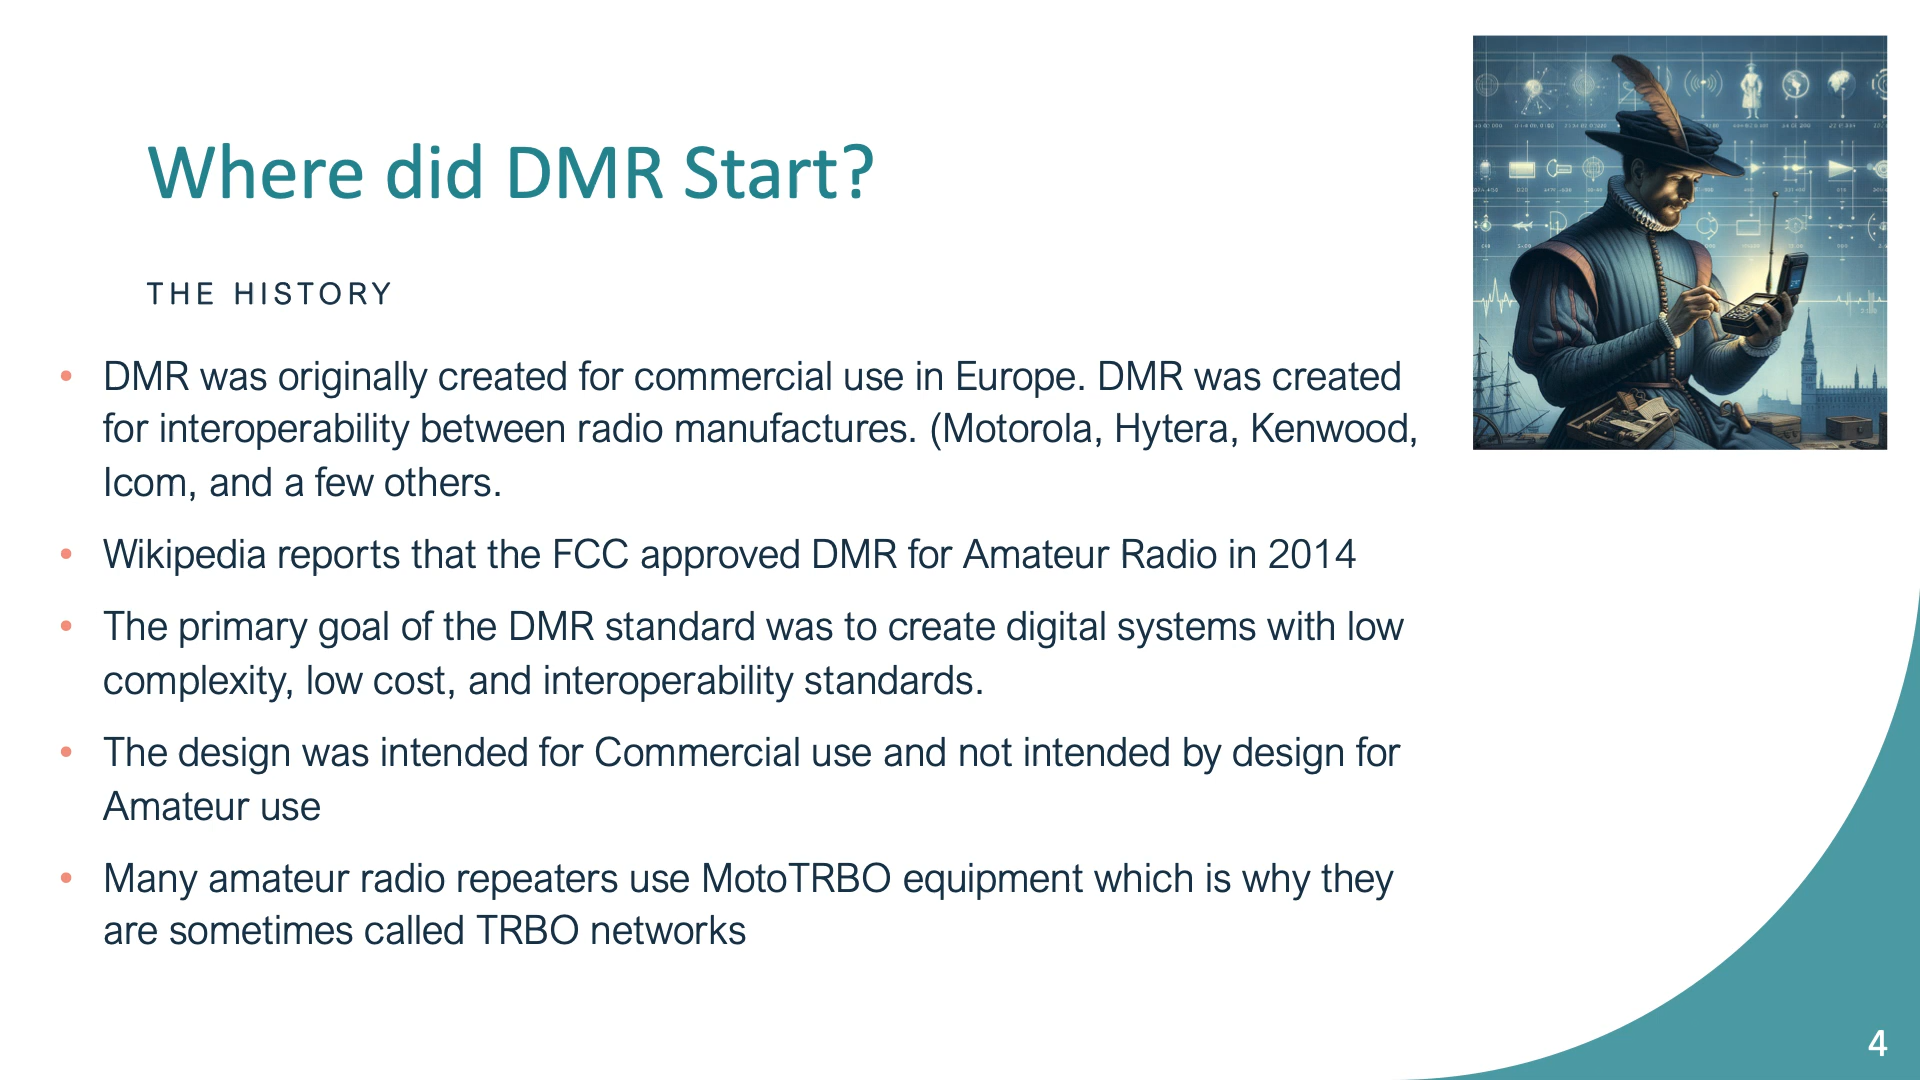 Where did DMR Start?
THE HISTORY
• DMR was originally created for commercial use in Europe. DMR was created
for interoperability between radio manufactures. (Motorola, Hytera, Kenwood,
Icom, and a few others.
• Wikipedia reports that the FCC approved DMR for Amateur Radio in 2014
• The primary goal of the DMR standard was to create digital systems with low
complexity, low cost, and interoperability standards.
• The design was intended for Commercial use and not intended by design for
Amateur use
• Many amateur radio repeaters use MotoTRBO equipment which is why they
are sometimes called TRBO networks
4